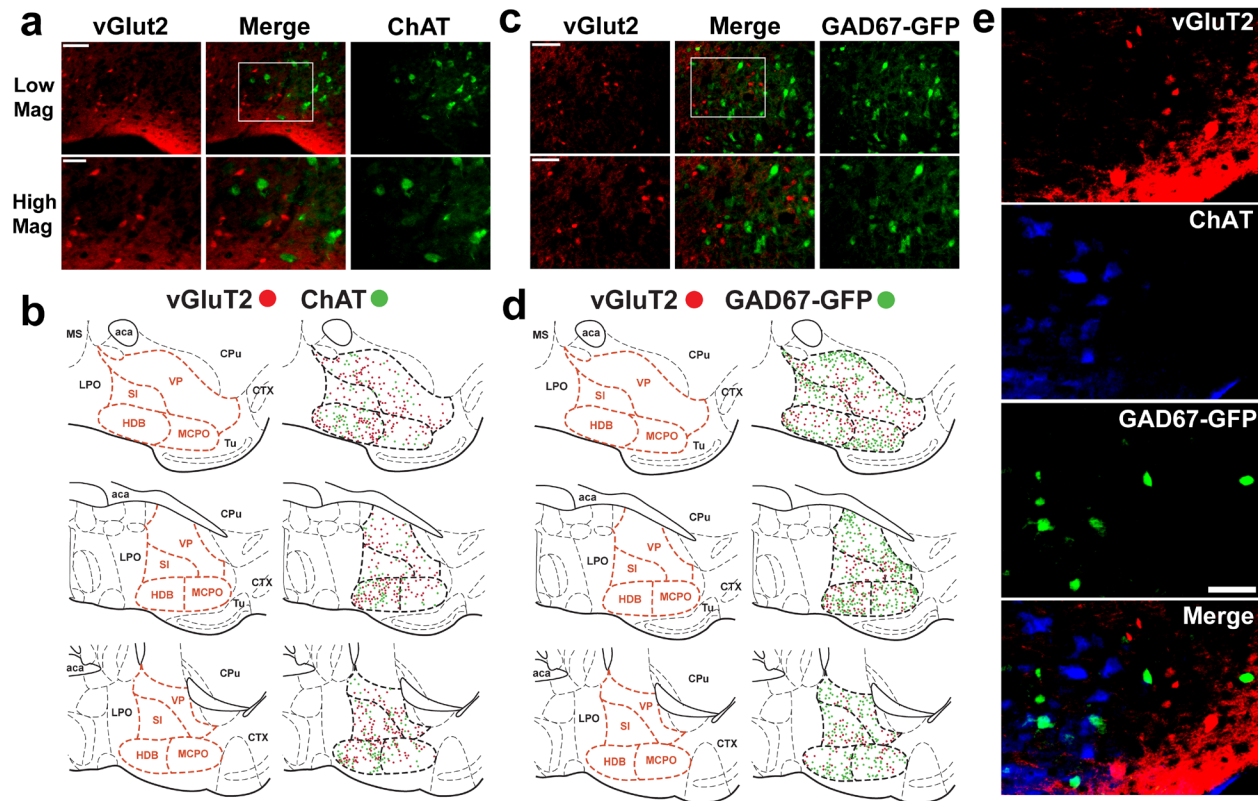 a
vGlut2 Merge ChAT
Low Mag
High Mag
b
vGluT2 ChAT
MS
aca
CPu
LPO
VP
SI
CTX
HDB
MCPO
Tu
aca
CPu
LPO
VP
SI
CTX
HDB
MCPO
Tu
aca
CPu
LPO
VP
SI
CTX
HDB
MCPO
c
vGlut2 Merge GAD67-GFP
d
vGluT2 GAD67-GFP
MS
aca
CPu
LPO
VP
SI
CTX
HDB
MCPO
Tu
aca
CPu
LPO
VP
SI
CTX
HDB
MCPO
Tu
aca
CPu
LPO
VP
SI
CTX
HDB
MCPO
e
vGluT2
ChAT
GAD67-GFP
Merge